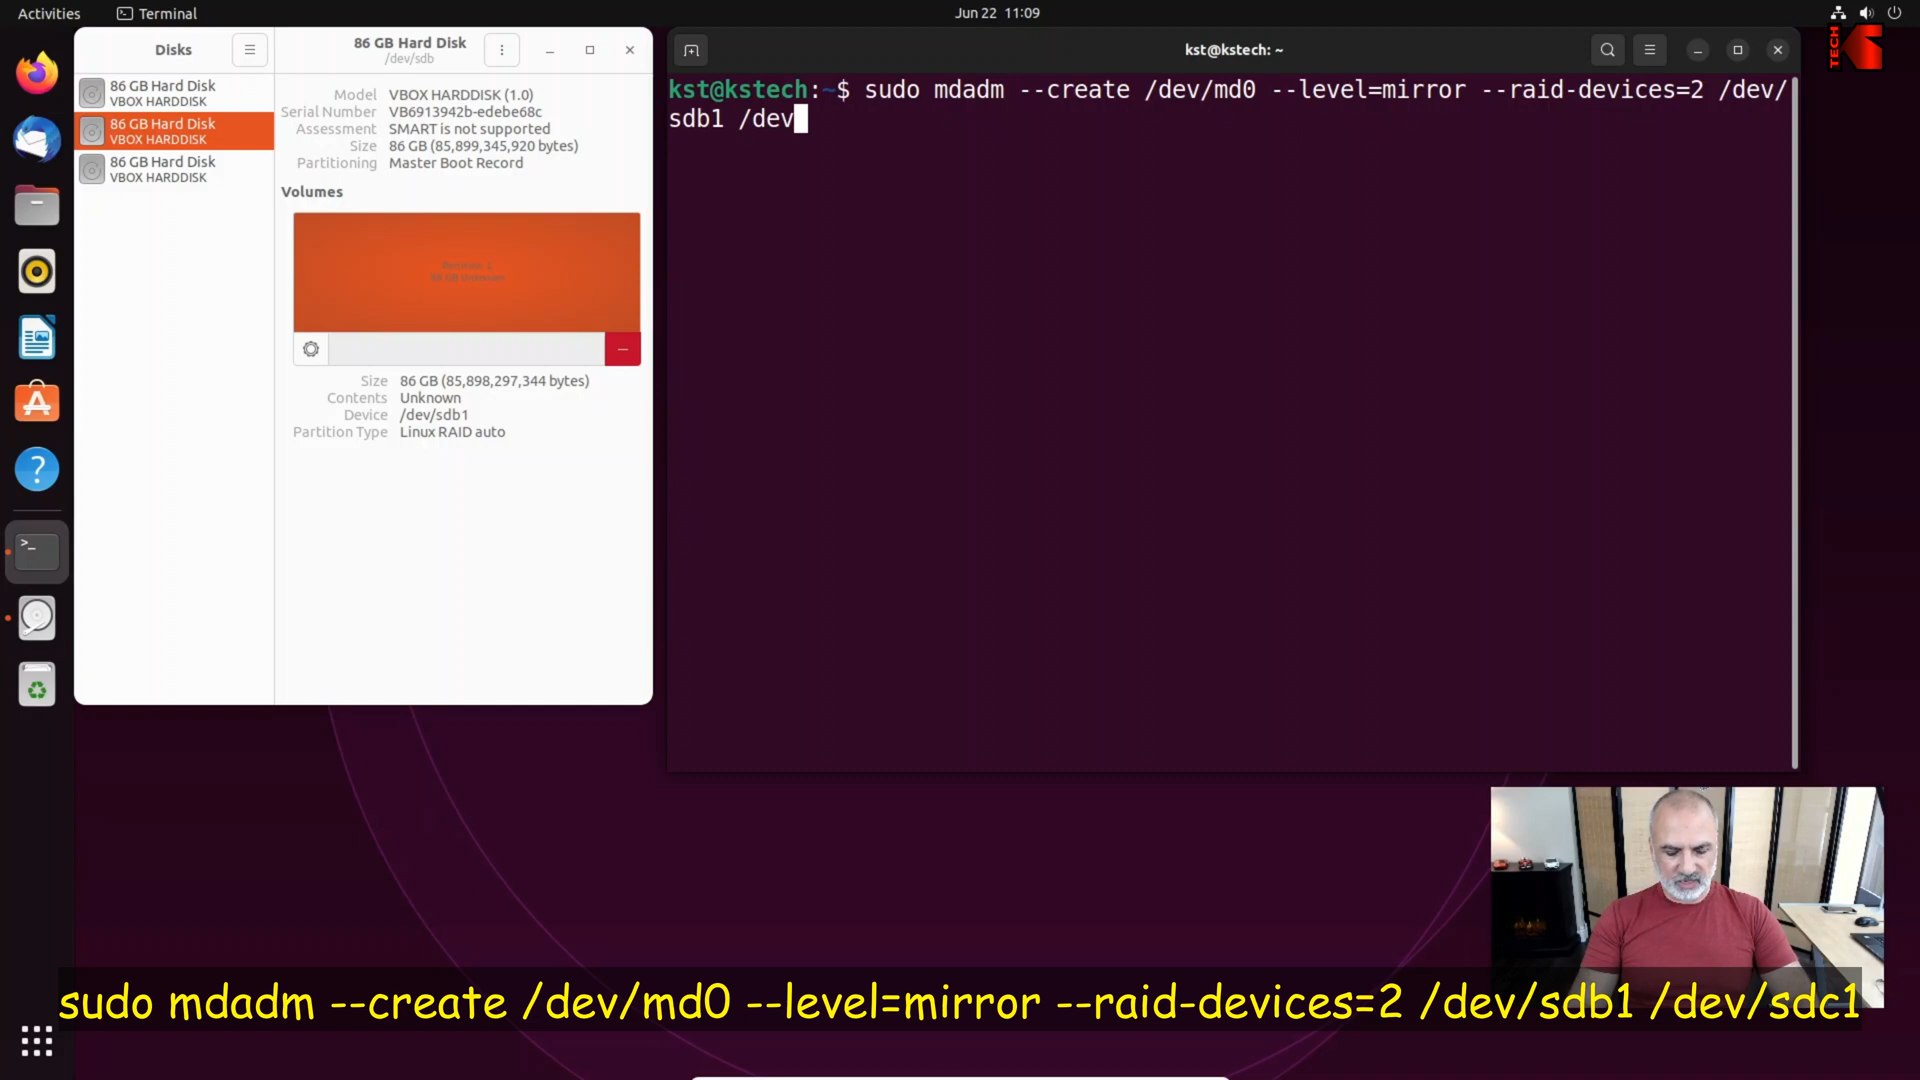 Activities
Terminal
Jun 22 11:09
Disks
86 GB Hard Disk
/dev/sdb
86 GB Hard Disk
VBOX HARDDISK
86 GB Hard Disk
VBOX HARDDISK
86 GB Hard Disk
VBOX HARDDISK
Model VBOX HARDDISK (1.0)
Serial Number VB6913942b-edebe68c
Assessment SMART is not supported
Size 86 GB (85,899,345,920 bytes)
Partitioning Master Boot Record
Volumes
Partition 1
86 GB Unknown
Size 86 GB (85,898,297,344 bytes)
Contents Unknown
Device /dev/sdb1
Partition Type Linux RAID auto
kst@kstech: ~
kst@kstech:~$ sudo mdadm --create /dev/md0 --level=mirror --raid-devices=2 /dev/
sdb1 /dev
K TECH
sudo mdadm --create /dev/md0 --level=mirror --raid-devices=2 /dev/sdb1 /dev/sdc1